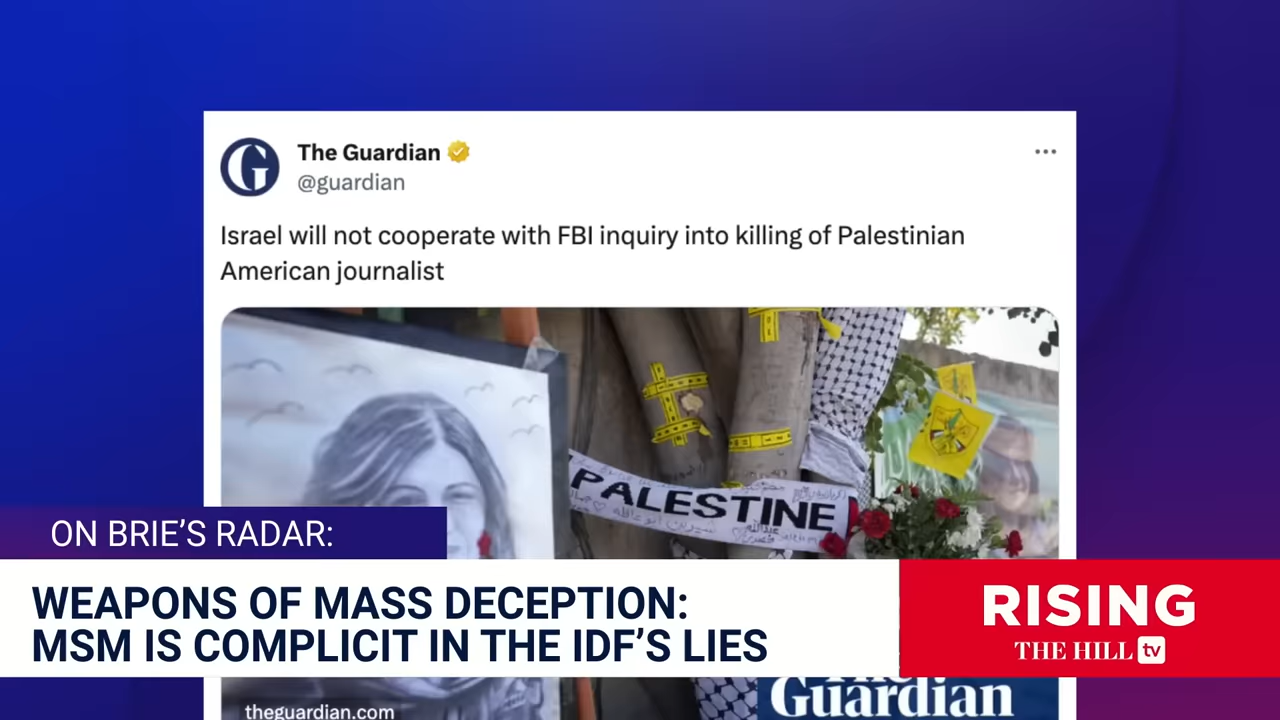 The Guardian
@guardian
Israel will not cooperate with FBI inquiry into killing of Palestinian
American journalist
PALESTINE
ON BRIE'S RADAR:
WEAPONS OF MASS DECEPTION:
MSM IS COMPLICIT IN THE IDF'S LIES
RISING
THE HILL tv
The
Guardian
theguardian.com